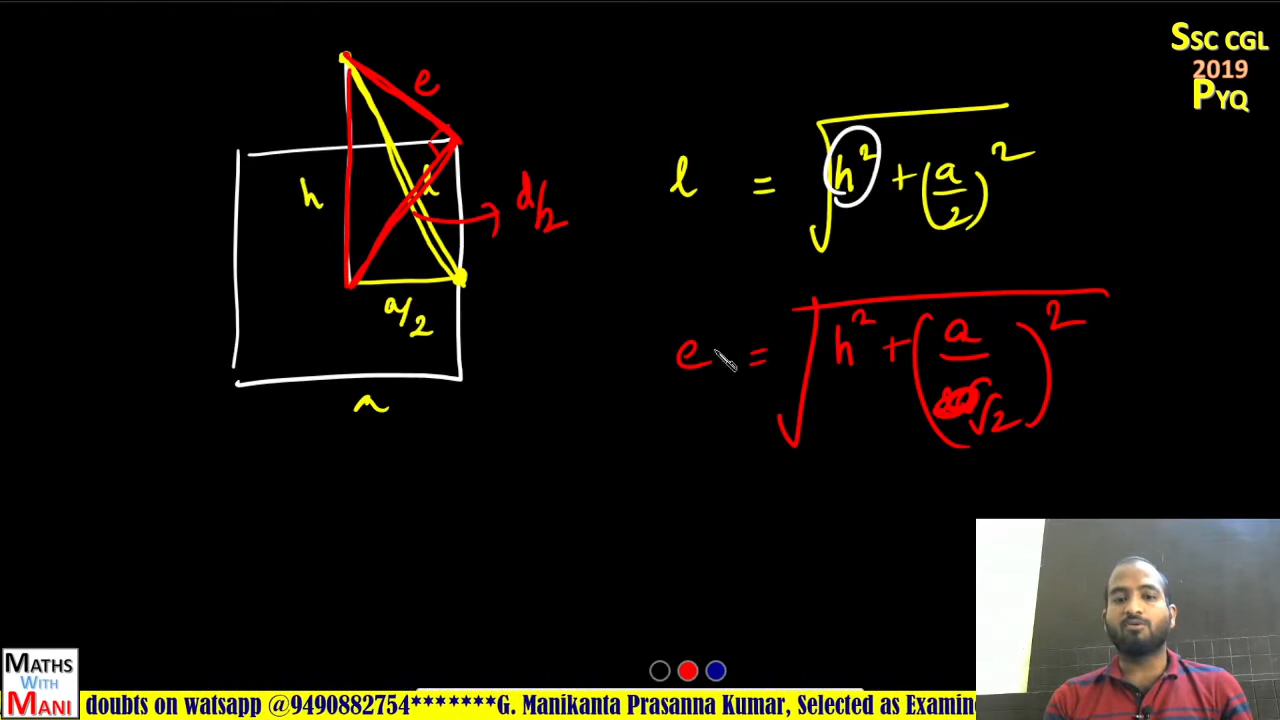 SSC CGL
2019
PYQ
e
h
l
d/2
a/2
a
l = √h² + (a/2)²
e = √h² + (a/√2)²
MATHS
WITH
MANI
doubts on watsapp @9490882754*******G. Manikanta Prasanna Kumar, Selected as Examine